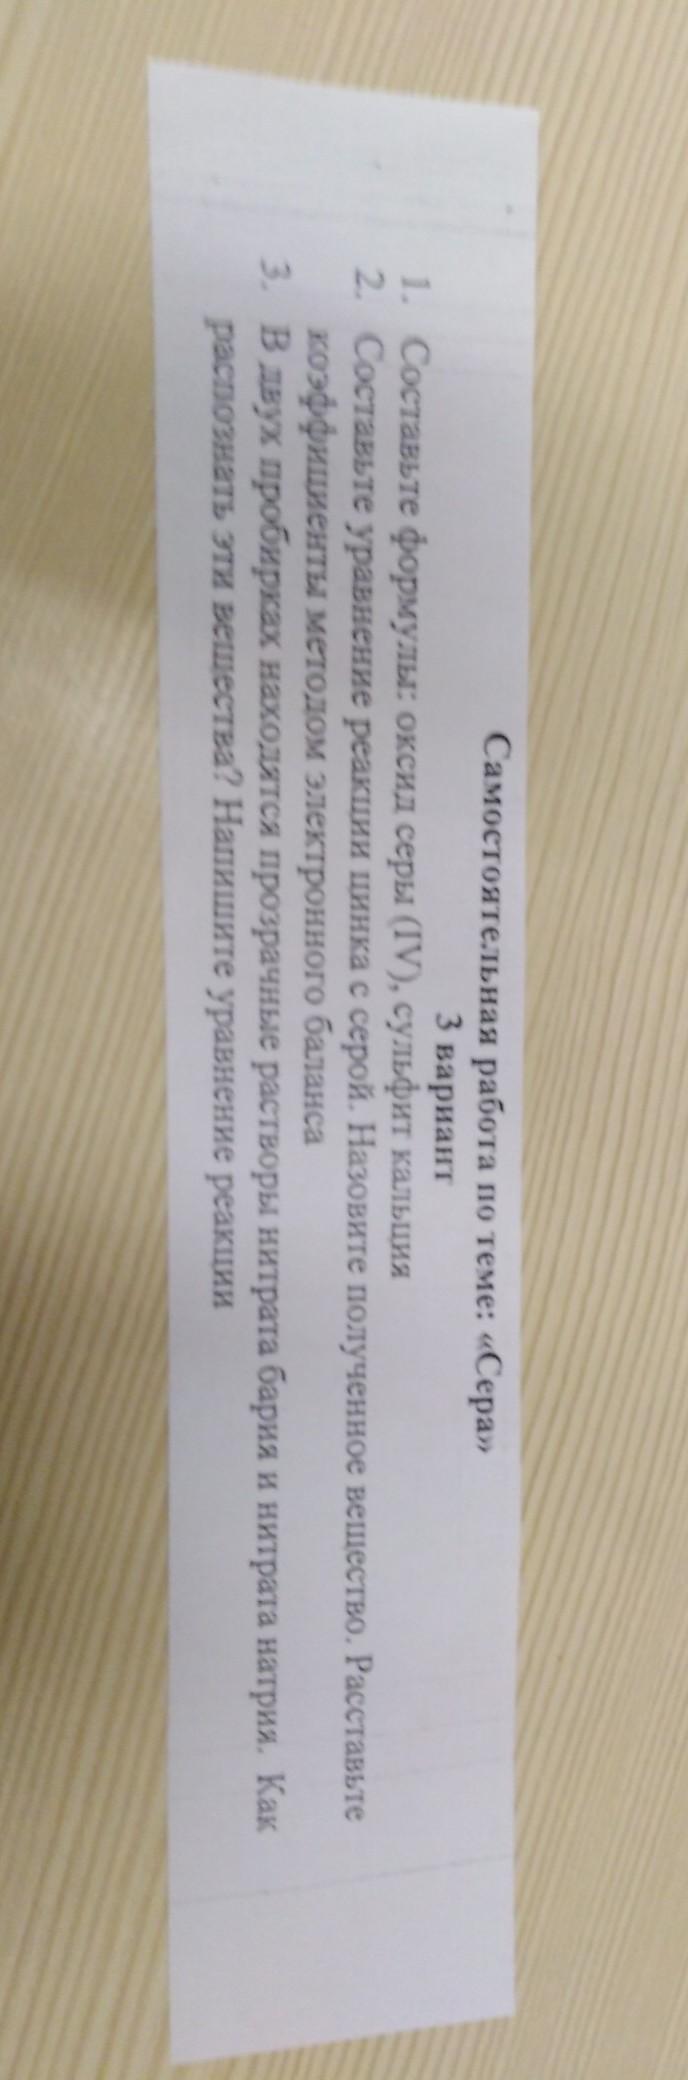 Самостоятельная работа по теме: «Сера»
3 вариант
1. Составьте формулы: оксид серы (IV), сульфит кальция
2. Составьте уравнение реакции цинка с серой. Назовите полученное вещество. Расставьте
коэффициенты методом электронного баланса
3. В двух пробирках находятся прозрачные растворы нитрата бария и нитрата натрия. Как
распознать эти вещества? Напишите уравнение реакции